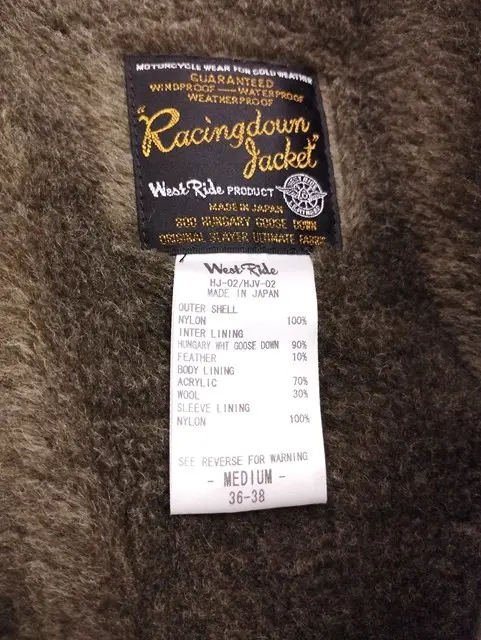 MOTORCYCLE WEAR FOR COLD WEATHER
GUARANTEED
WINDPROOF — WATERPROOF
WEATHERPROOF
"Racingdown
Jacket"
West Ride PRODUCT
MADE IN JAPAN
800 HUNGARY GOOSE DOWN
ORIGINAL 3LAYER ULTIMATE FABRIC
West Ride
HJ-02/HJV-02
MADE IN JAPAN
OUTER SHELL
NYLON 100%
INTER LINING
HUNGARY WHT GOOSE DOWN 90%
FEATHER 10%
BODY LINING
ACRYLIC 70%
WOOL 30%
SLEEVE LINING
NYLON 100%
SEE REVERSE FOR WARNING
- MEDIUM -
36-38